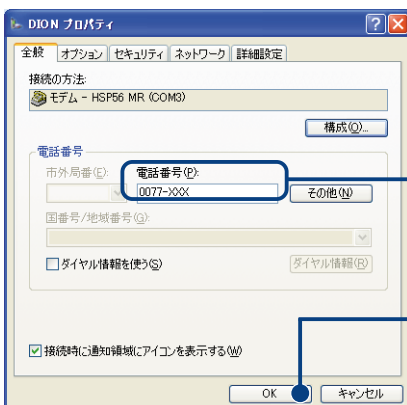 DION プロパティ
全般 オプション セキュリティ ネットワーク 詳細設定
接続の方法:
モデム - HSP56 MR (COM3)
構成(O)...
電話番号
市外局番(E): 電話番号(P):
0077-XXX その他(N)
国番号/地域番号(G):
ダイヤル情報を使う(S) ダイヤル情報(R)
接続時に通知領域にアイコンを表示する(W)
OK キャンセル